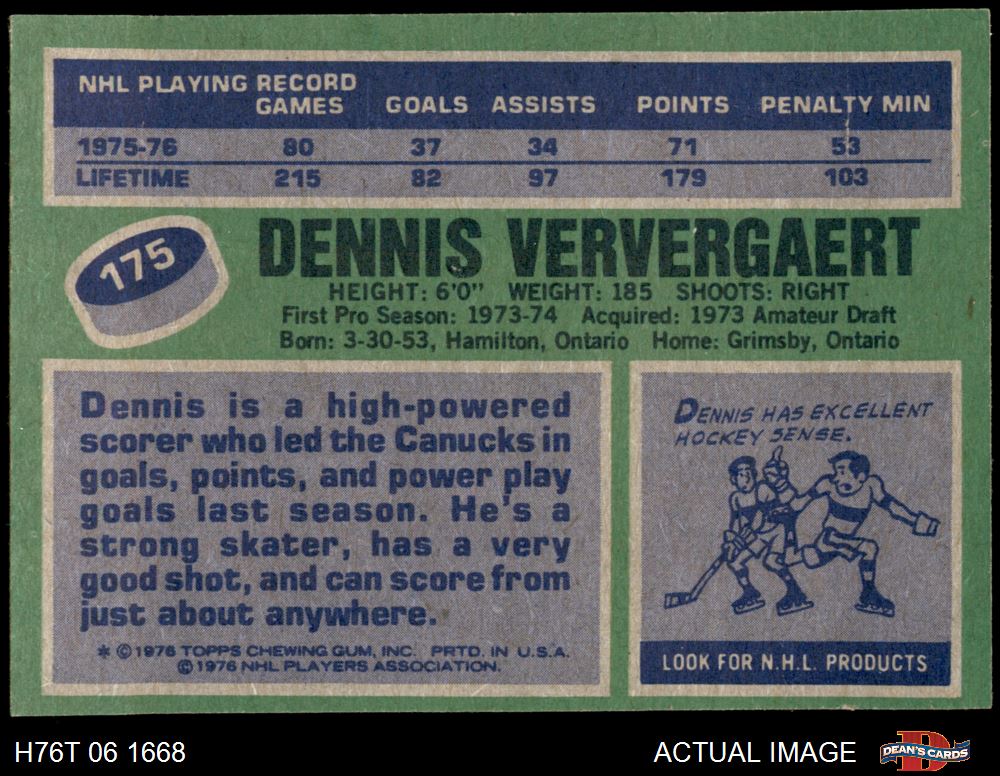 NHL PLAYING RECORD
GAMES GOALS ASSISTS POINTS PENALTY MIN
1975-76 80 37 34 71 53
LIFETIME 215 82 97 179 103
175
DENNIS VERVERGAERT
HEIGHT: 6'0" WEIGHT: 185 SHOOTS: RIGHT
First Pro Season: 1973-74 Acquired: 1973 Amateur Draft
Born: 3-30-53, Hamilton, Ontario Home: Grimsby, Ontario
Dennis is a high-powered
scorer who led the Canucks in
goals, points, and power play
goals last season. He's a
strong skater, has a very
good shot, and can score from
just about anywhere.
* ©1976 TOPPS CHEWING GUM, INC. PRTD. IN U.S.A.
©1976 NHL PLAYERS ASSOCIATION.
DENNIS HAS EXCELLENT
HOCKEY SENSE.
LOOK FOR N.H.L. PRODUCTS
H76T 06 1668
ACTUAL IMAGE
DEAN'S CARDS